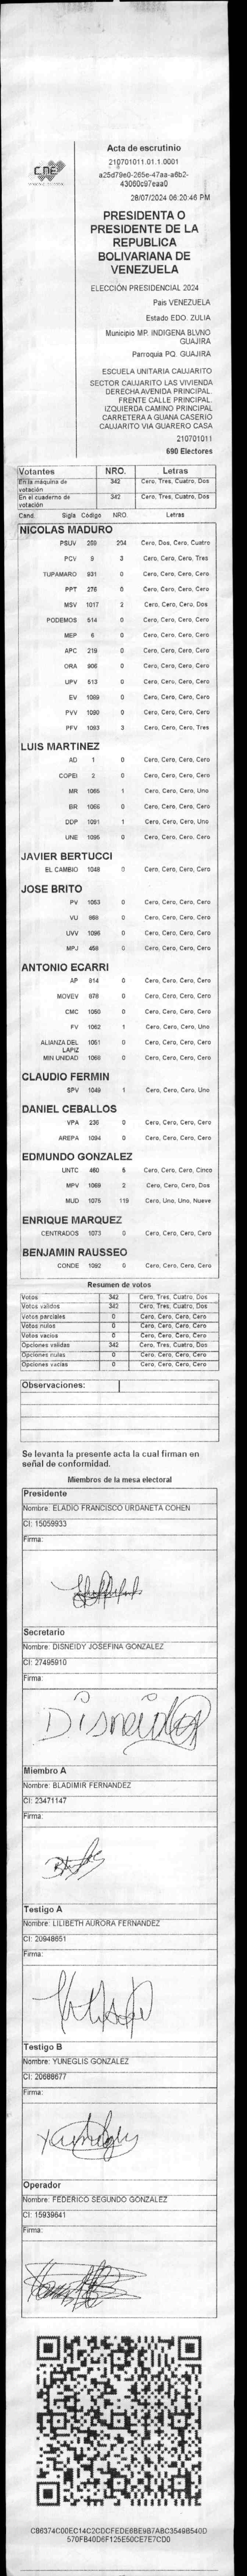 CNE
Acta de escrutinio
210701011.01.1.0001
a25d79e0-265e-47aa-a6b2-
43060c97eaa0
28/07/2024 06:20:46 PM
PRESIDENTA O
PRESIDENTE DE LA
REPUBLICA
BOLIVARIANA DE
VENEZUELA
ELECCIÓN PRESIDENCIAL 2024
Pais VENEZUELA
Estado EDO. ZULIA
Municipio MP. INDIGENA BLVNO
GUAJIRA
Parroquia PQ. GUAJIRA
ESCUELA UNITARIA CAUJARITO
SECTOR CAUJARITO LAS VIVIENDA
DERECHA AVENIDA PRINCIPAL.
FRENTE CALLE PRINCIPAL.
IZQUIERDA CAMINO PRINCIPAL
CARRETERA A GUANA CASERIO
CAUJARITO VIA GUARERO CASA
210701011
690 Electores
Votantes NRO. Letras
En la máquina de votación 342 Cero, Tres, Cuatro, Dos
En el cuaderno de votación 342 Cero, Tres, Cuatro, Dos
Cand. Sigla Código NRO. Letras
NICOLAS MADURO
PSUV 269 204 Cero, Dos, Cero, Cuatro
PCV 9 3 Cero, Cero, Cero, Tres
TUPAMARO 931 0 Cero, Cero, Cero, Cero
PPT 276 0 Cero, Cero, Cero, Cero
MSV 1017 2 Cero, Cero, Cero, Dos
PODEMOS 514 0 Cero, Cero, Cero, Cero
MEP 6 0 Cero, Cero, Cero, Cero
APC 219 0 Cero, Cero, Cero, Cero
ORA 906 0 Cero, Cero, Cero, Cero
UPV 513 0 Cero, Cero, Cero, Cero
EV 1089 0 Cero, Cero, Cero, Cero
PVV 1090 0 Cero, Cero, Cero, Cero
PFV 1093 3 Cero, Cero, Cero, Tres
LUIS MARTINEZ
AD 1 0 Cero, Cero, Cero, Cero
COPEI 2 0 Cero, Cero, Cero, Cero
MR 1065 1 Cero, Cero, Cero, Uno
BR 1066 0 Cero, Cero, Cero, Cero
DDP 1091 1 Cero, Cero, Cero, Uno
UNE 1095 0 Cero, Cero, Cero, Cero
JAVIER BERTUCCI
EL CAMBIO 1048 0 Cero, Cero, Cero, Cero
JOSE BRITO
PV 1053 0 Cero, Cero, Cero, Cero
VU 868 0 Cero, Cero, Cero, Cero
UVV 1096 0 Cero, Cero, Cero, Cero
MPJ 458 0 Cero, Cero, Cero, Cero
ANTONIO ECARRI
AP 914 0 Cero, Cero, Cero, Cero
MOVEV 978 0 Cero, Cero, Cero, Cero
CMC 1050 0 Cero, Cero, Cero, Cero
FV 1062 1 Cero, Cero, Cero, Uno
ALIANZA DEL LAPIZ 1061 0 Cero, Cero, Cero, Cero
MIN UNIDAD 1068 0 Cero, Cero, Cero, Cero
CLAUDIO FERMIN
SPV 1049 1 Cero, Cero, Cero, Uno
DANIEL CEBALLOS
VPA 236 0 Cero, Cero, Cero, Cero
AREPA 1094 0 Cero, Cero, Cero, Cero
EDMUNDO GONZALEZ
UNTC 460 5 Cero, Cero, Cero, Cinco
MPV 1069 2 Cero, Cero, Cero, Dos
MUD 1075 119 Cero, Uno, Uno, Nueve
ENRIQUE MARQUEZ
CENTRADOS 1073 0 Cero, Cero, Cero, Cero
BENJAMIN RAUSSEO
CONDE 1092 0 Cero, Cero, Cero, Cero
Resumen de votos
Votos 342 Cero, Tres, Cuatro, Dos
Votos validos 342 Cero, Tres, Cuatro, Dos
Votos parciales 0 Cero, Cero, Cero, Cero
Votos nulos 0 Cero, Cero, Cero, Cero
Votos vacios 0 Cero, Cero, Cero, Cero
Opciones validas 342 Cero, Tres, Cuatro, Dos
Opciones nulas 0 Cero, Cero, Cero, Cero
Opciones vacias 0 Cero, Cero, Cero, Cero
Observaciones:
Se levanta la presente acta la cual firman en
señal de conformidad.
Miembros de la mesa electoral
Presidente
Nombre: ELADIO FRANCISCO URDANETA COHEN
CI: 15059933
Firma:
Secretario
Nombre: DISNEIDY JOSEFINA GONZALEZ
CI: 27495910
Firma:
Disneidy
Miembro A
Nombre: BLADIMIR FERNANDEZ
CI: 23471147
Firma:
Testigo A
Nombre: LILIBETH AURORA FERNANDEZ
CI: 20948651
Firma:
Testigo B
Nombre: YUNEGLIS GONZALEZ
CI: 20686677
Firma:
Operador
Nombre: FEDERICO SEGUNDO GONZALEZ
CI: 15939641
Firma:
CB6374C00EC14C2CDCFEDE6BE9B7ABC3549B540D
570FB40D6F125E50CE7E7CD0